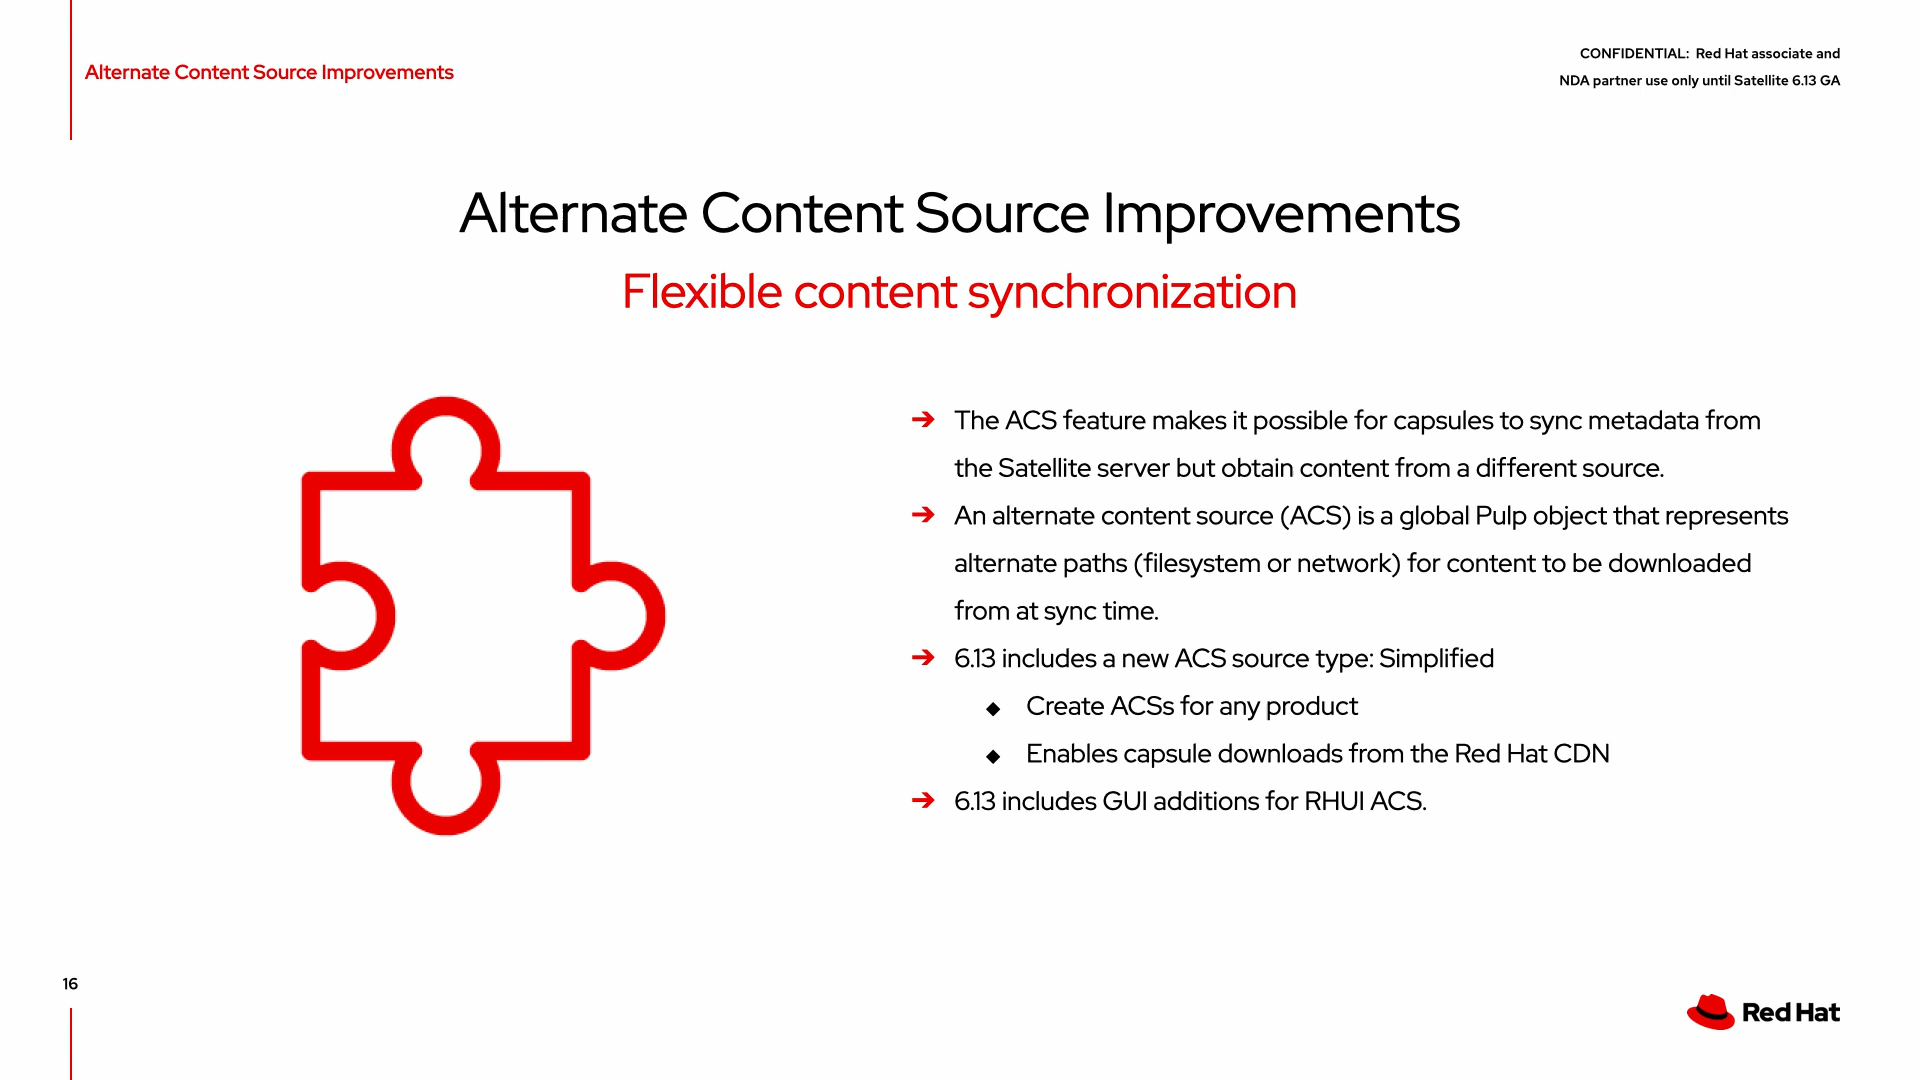 Alternate Content Source Improvements
CONFIDENTIAL: Red Hat associate and
NDA partner use only until Satellite 6.13 GA
Alternate Content Source Improvements
Flexible content synchronization
➔ The ACS feature makes it possible for capsules to sync metadata from
the Satellite server but obtain content from a different source.
➔ An alternate content source (ACS) is a global Pulp object that represents
alternate paths (filesystem or network) for content to be downloaded
from at sync time.
➔ 6.13 includes a new ACS source type: Simplified
◆ Create ACSs for any product
◆ Enables capsule downloads from the Red Hat CDN
➔ 6.13 includes GUI additions for RHUI ACS.
16
Red Hat